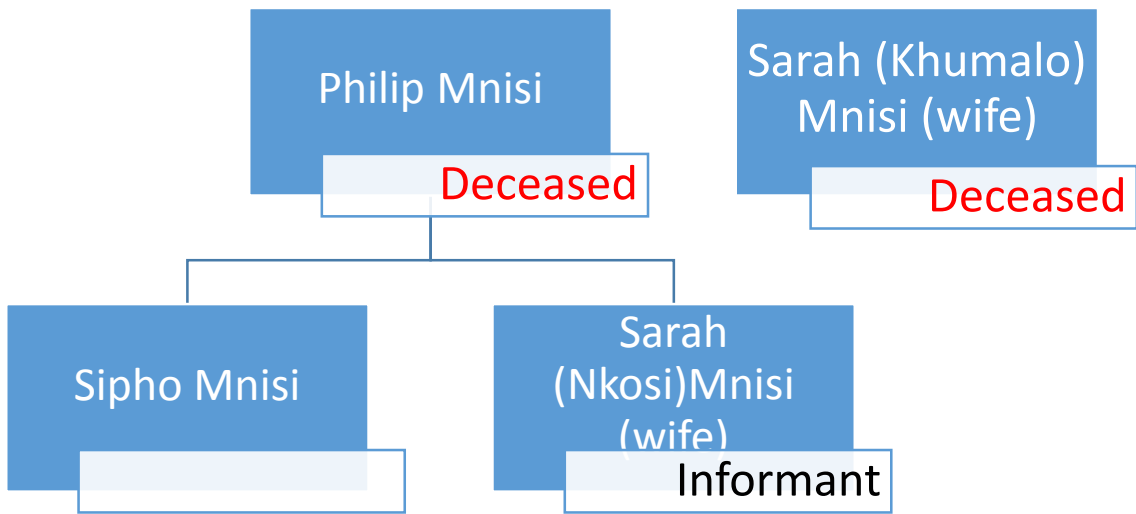 Philip Mnisi
Deceased
Sarah (Khumalo)
Mnisi (wife)
Deceased
Sipho Mnisi
Sarah
(Nkosi)Mnisi
(wife)
Informant